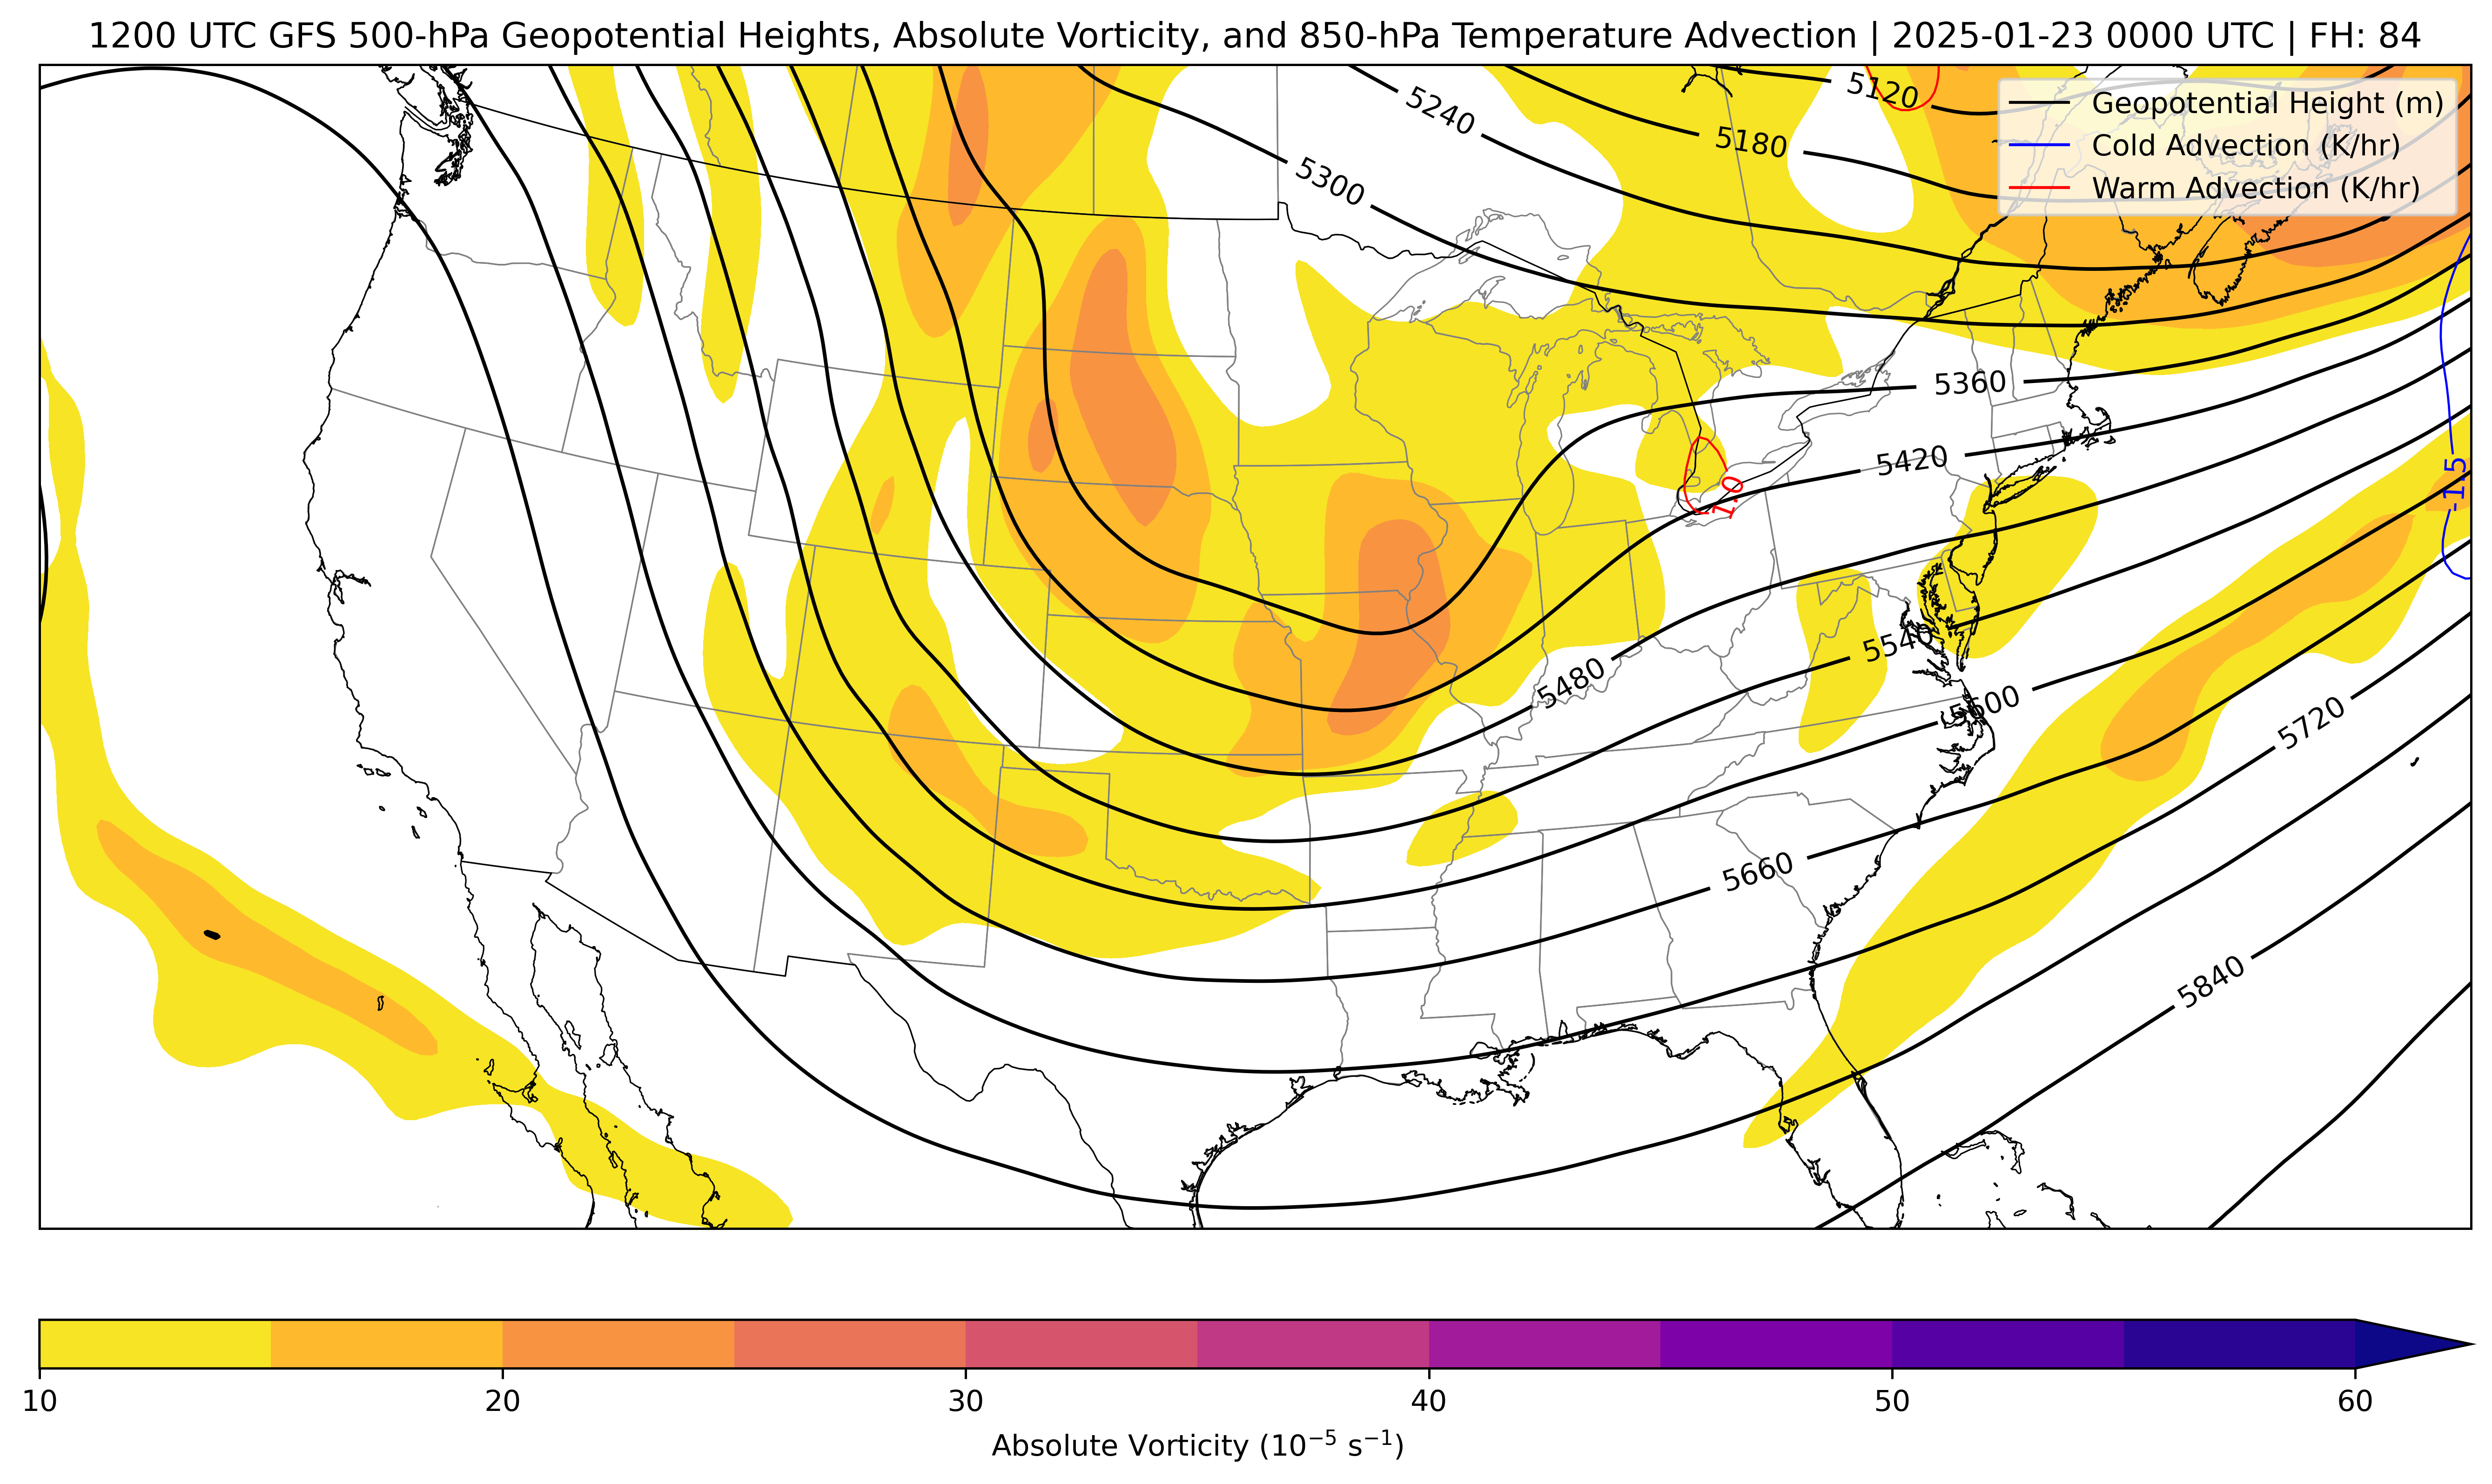 1200 UTC GFS 500-hPa Geopotential Heights, Absolute Vorticity, and 850-hPa Temperature Advection | 2025-01-23 0000 UTC | FH: 84
Geopotential Height (m)
Cold Advection (K/hr)
Warm Advection (K/hr)
5120
5240
5180
5300
5360
5420
-1.5
1.0
5540
5480
5600
5720
5660
5840
10 20 30 40 50 60
Absolute Vorticity (10⁻⁵ s⁻¹)